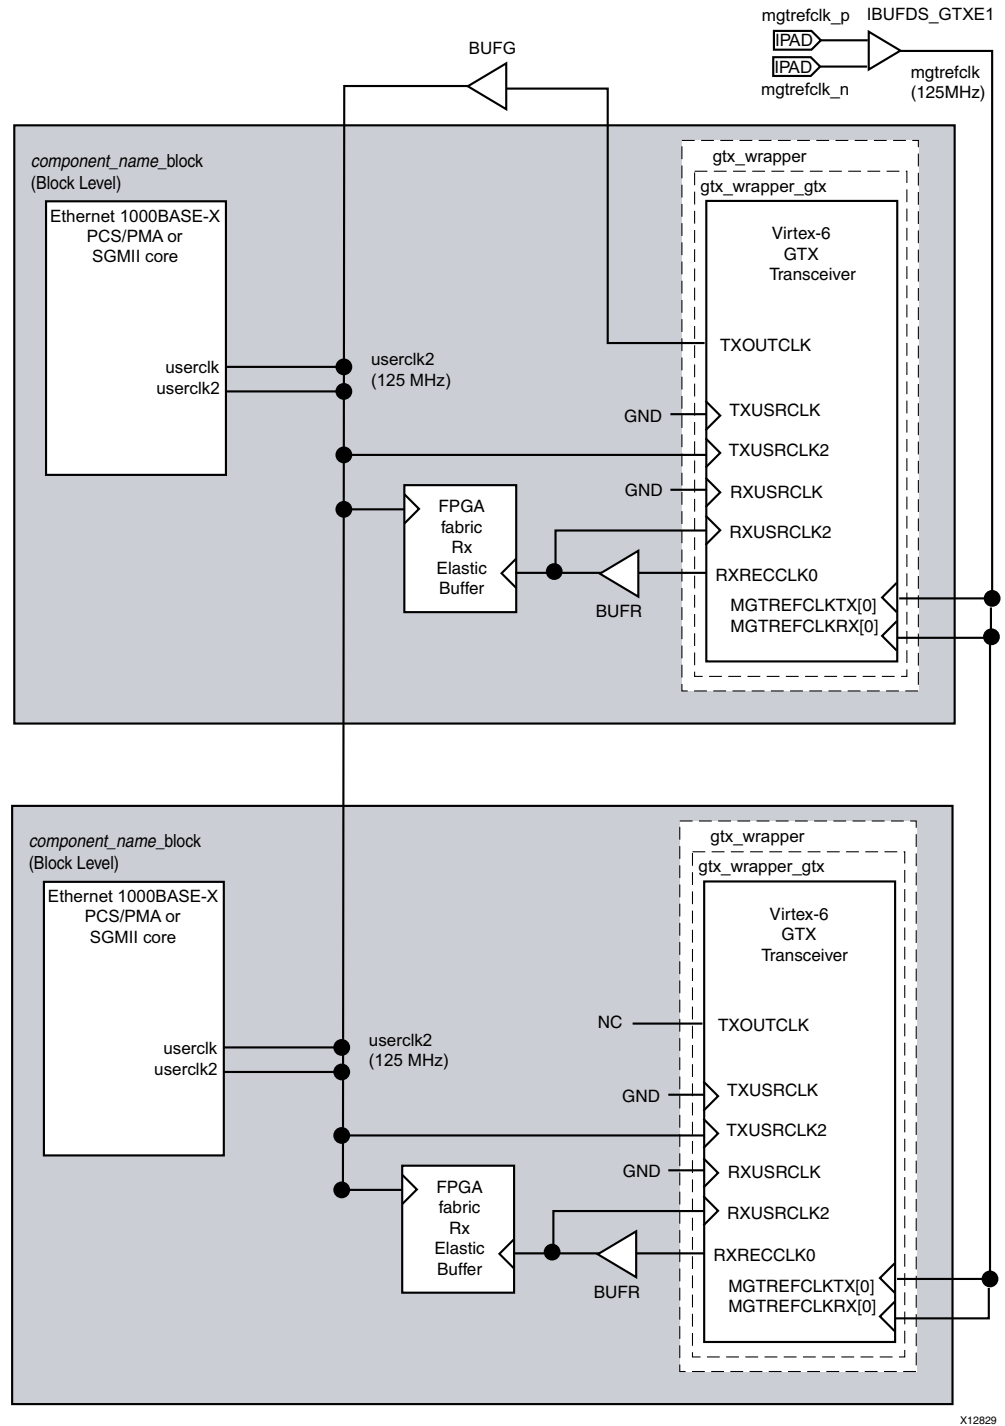 mgtrefclk_p
IBUFDS_GTXE1
IPAD
IPAD
mgtrefclk_n
mgtrefclk
(125MHz)
BUFG
component_name_block
(Block Level)
Ethernet 1000BASE-X
PCS/PMA or
SGMII core
userclk
userclk2
userclk2
(125 MHz)
gtx_wrapper
gtx_wrapper_gtx
Virtex-6
GTX
Transceiver
TXOUTCLK
GND
TXUSRCLK
TXUSRCLK2
GND
RXUSRCLK
RXUSRCLK2
RXRECCLK0
MGTREFCLKTX[0]
MGTREFCLKRX[0]
FPGA
fabric
Rx
Elastic
Buffer
BUFR
component_name_block
(Block Level)
Ethernet 1000BASE-X
PCS/PMA or
SGMII core
userclk
userclk2
userclk2
(125 MHz)
gtx_wrapper
gtx_wrapper_gtx
Virtex-6
GTX
Transceiver
NC
TXOUTCLK
GND
TXUSRCLK
TXUSRCLK2
GND
RXUSRCLK
RXUSRCLK2
RXRECCLK0
MGTREFCLKTX[0]
MGTREFCLKRX[0]
FPGA
fabric
Rx
Elastic
Buffer
BUFR
X12829